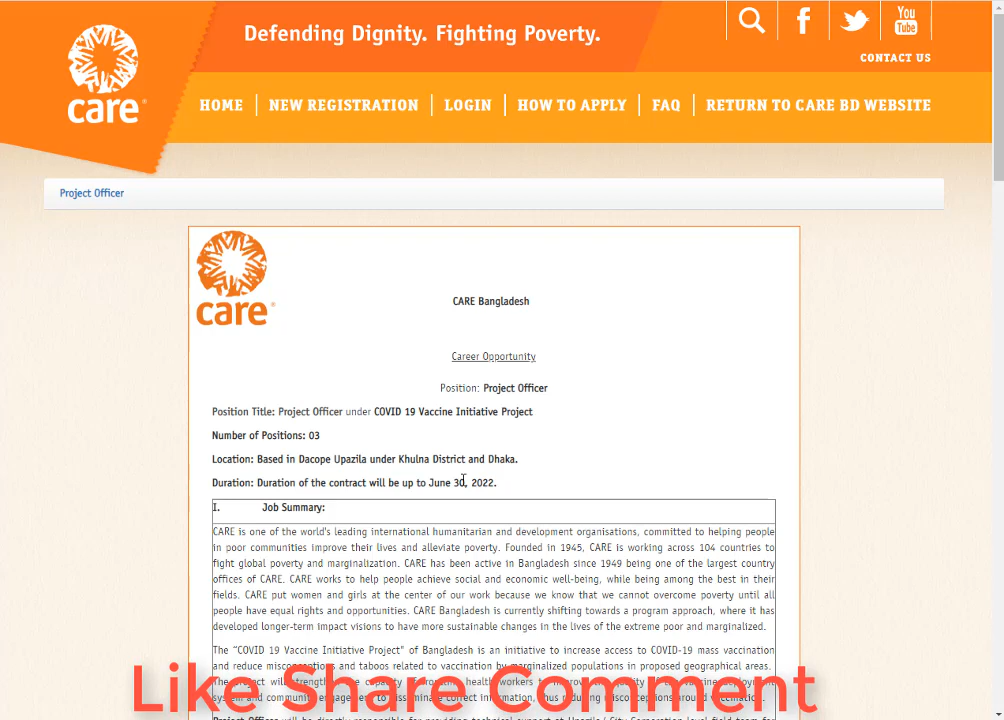 Defending Dignity. Fighting Poverty.
You
Tube
CONTACT US
care
HOME
NEW REGISTRATION
LOGIN
HOW TO APPLY
FAQ
RETURN TO CARE BD WEBSITE
Project Officer
care
CARE Bangladesh
Career Opportunity
Position: Project Officer
Position Title: Project Officer under COVID 19 Vaccine Initiative Project
Number of Positions: 03
Location: Based in Dacope Upazila under Khulna District and Dhaka.
Duration: Duration of the contract will be up to June 30, 2022.
I. Job Summary:
CARE is one of the world's leading international humanitarian and development organisations, committed to helping people
in poor communities improve their lives and alleviate poverty. Founded in 1945, CARE is working across 104 countries to
fight global poverty and marginalization. CARE has been active in Bangladesh since 1949 being one of the largest country
offices of CARE. CARE works to help people achieve social and economic well-being, while being among the best in their
fields. CARE put women and girls at the center of our work because we know that we cannot overcome poverty until all
people have equal rights and opportunities. CARE Bangladesh is currently shifting towards a program approach, where it has
developed longer-term impact visions to have more sustainable changes in the lives of the extreme poor and marginalized.
The "COVID 19 Vaccine Initiative Project" of Bangladesh is an initiative to increase access to COVID-19 mass vaccination
and reduce misconceptions and taboos related to vaccination by marginalized populations in proposed geographical areas.
Like Share Comment